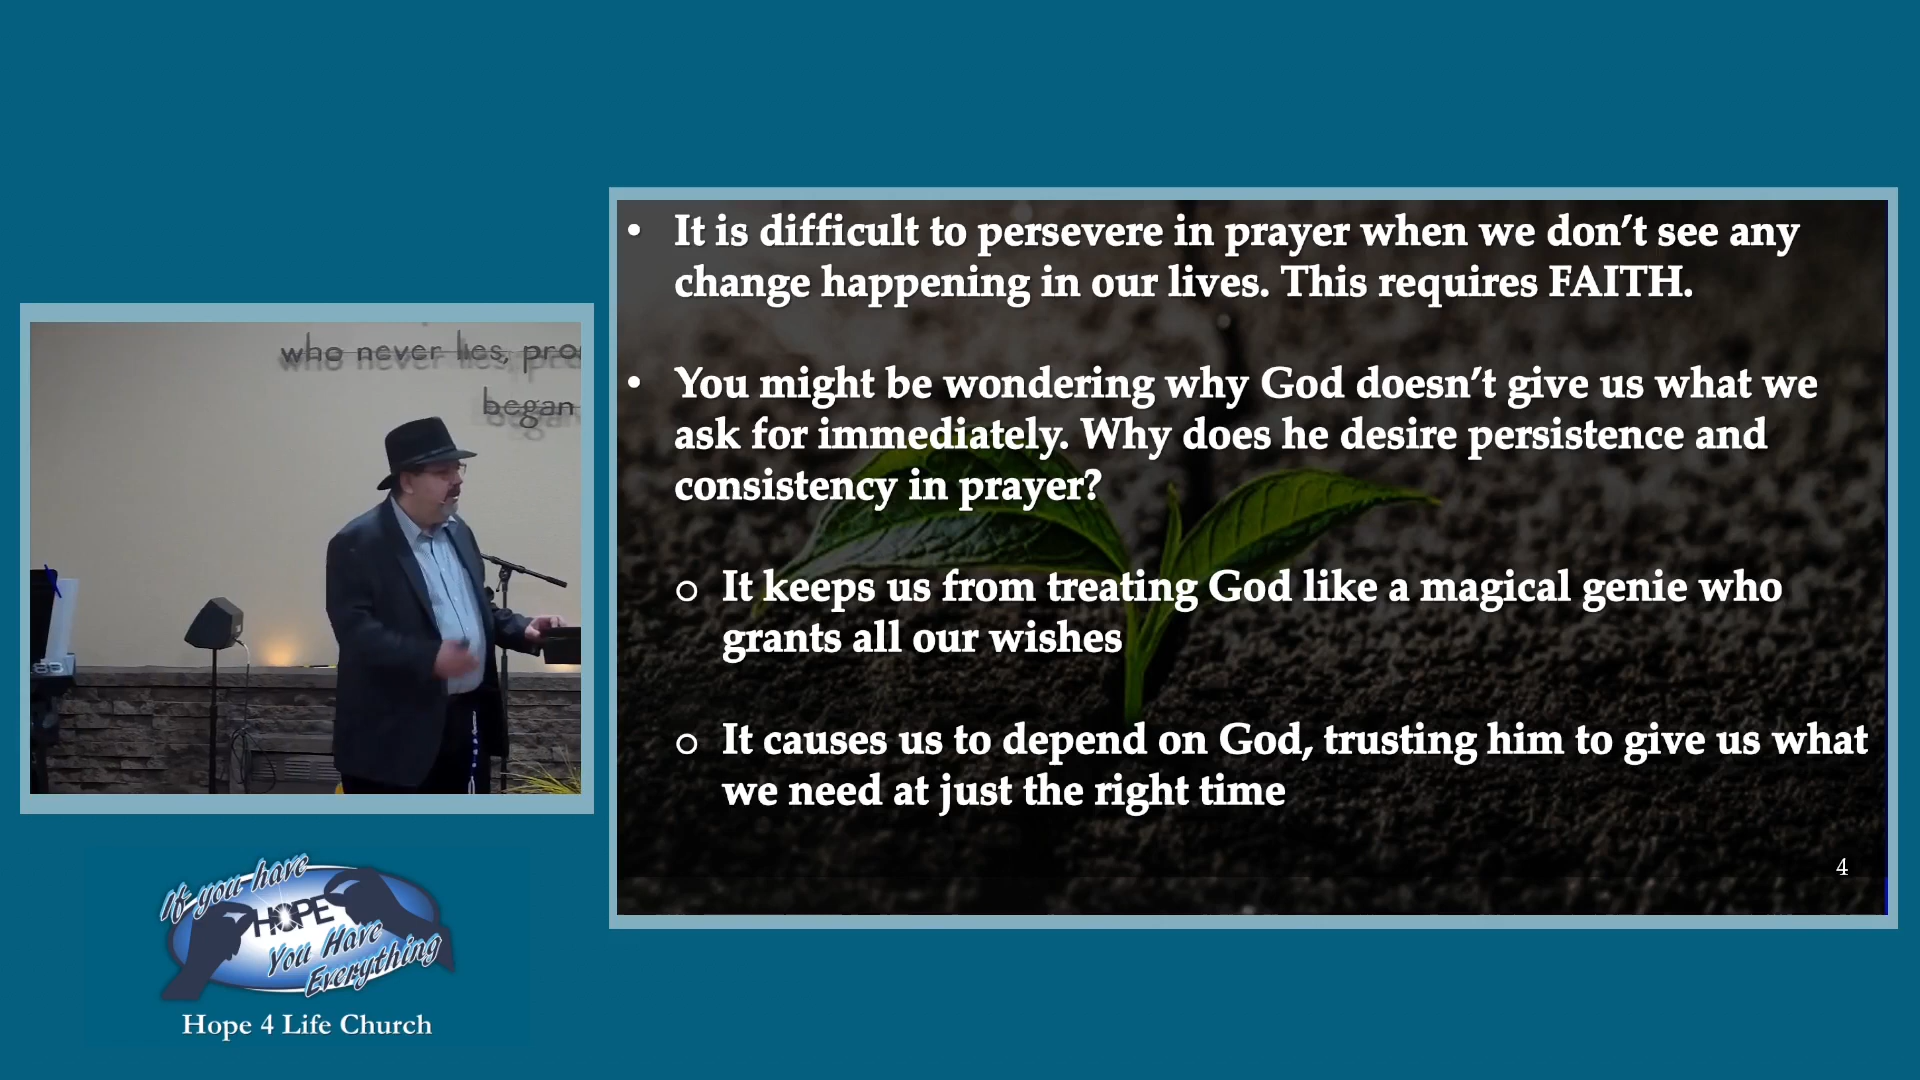 who never lies,
began
• It is difficult to persevere in prayer when we don’t see any
change happening in our lives. This requires FAITH.
• You might be wondering why God doesn’t give us what we
ask for immediately. Why does he desire persistence and
consistency in prayer?
o It keeps us from treating God like a magical genie who
grants all our wishes
o It causes us to depend on God, trusting him to give us what
we need at just the right time
4
If you have
HOPE
You Have
Everything
Hope 4 Life Church